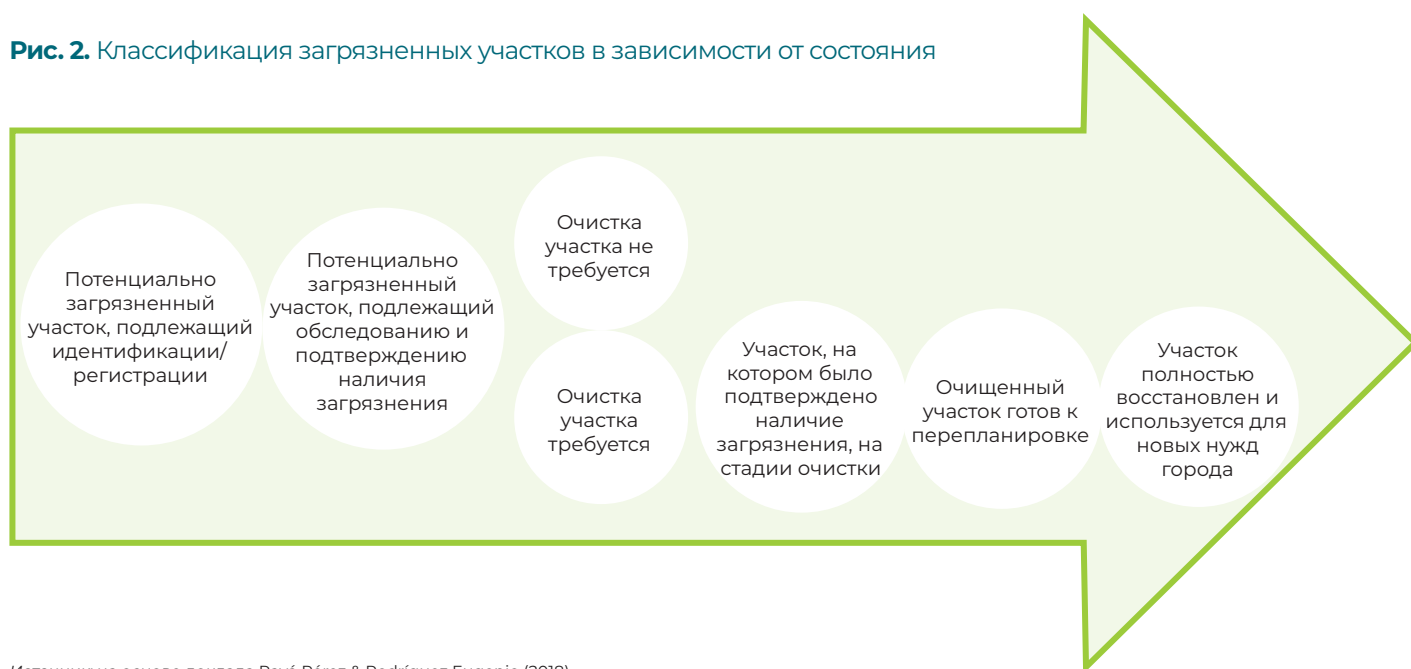 Рис. 2. Классификация загрязненных участков в зависимости от состояния
Потенциально
загрязненный
участок, подлежащий
идентификации/
регистрации
Потенциально
загрязненный
участок, подлежащий
обследованию и
подтверждению
наличия
загрязнения
Очистка
участка не
требуется
Очистка
участка
требуется
Участок, на
котором было
подтверждено
наличие
загрязнения, на
стадии очистки
Очищенный
участок готов к
перепланировке
Участок
полностью
восстановлен и
используется для
новых нужд
города